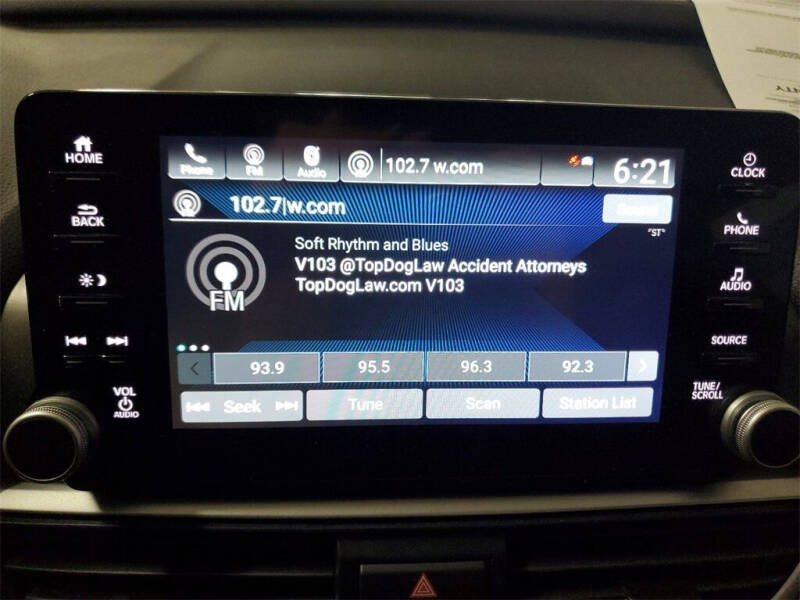 NTY
HOME
Phone
FM
Audio
102.7 w.com
6:21
CLOCK
BACK
102.7|w.com
Sound
"ST"
PHONE
Soft Rhythm and Blues
V103 @TopDogLaw Accident Attorneys
TopDogLaw.com V103
FM
AUDIO
SOURCE
93.9
95.5
96.3
92.3
VOL
AUDIO
Seek
Tune
Scan
Station List
TUNE/
SCROLL